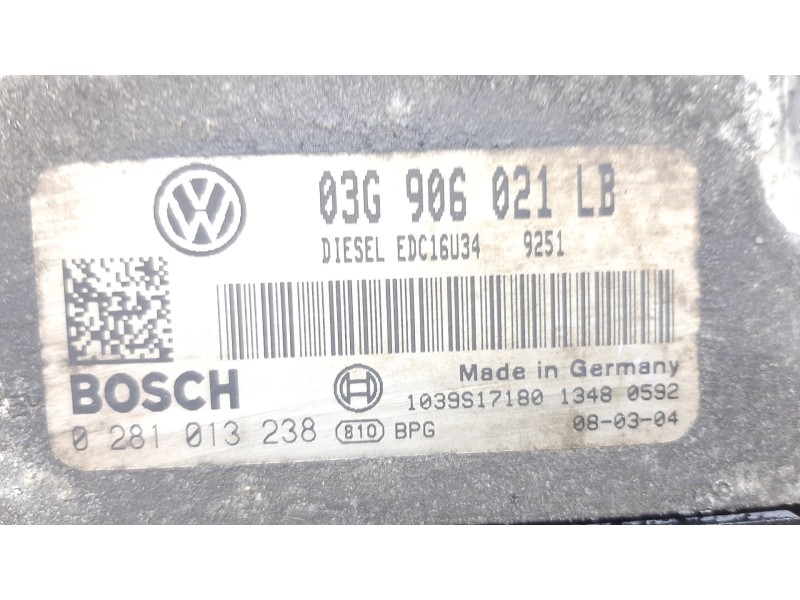 VW
03G 906 021 LB
DIESEL EDC16U34 9251
Made in Germany
BOSCH
1039S17180 1348 0592
0 281 013 238 810 BPG 08-03-04